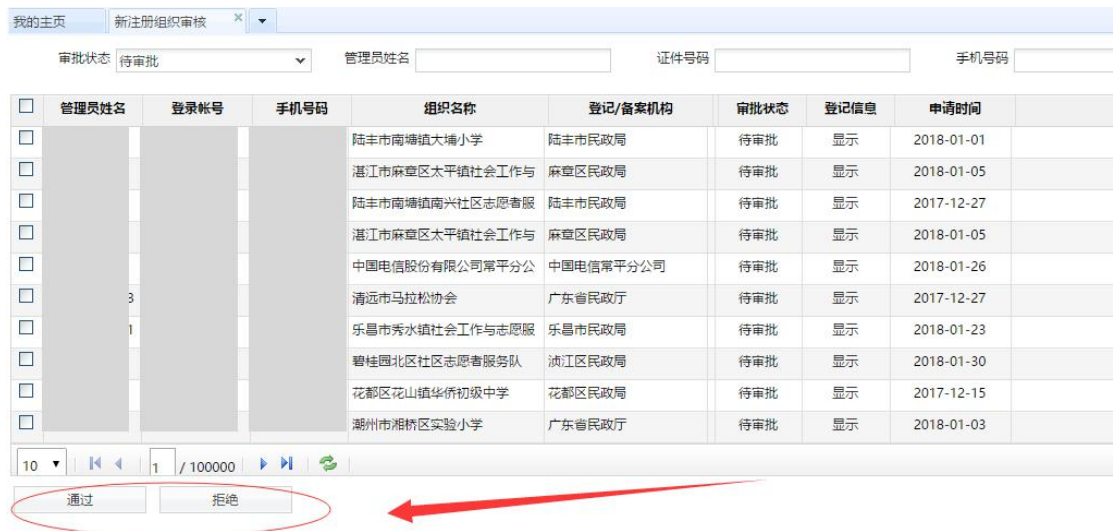 我的主页 新注册组织审核
审批状态 待审批 管理员姓名 证件号码 手机号码
管理员姓名 登录帐号 手机号码 组织名称 登记/备案机构 审批状态 登记信息 申请时间
陆丰市南塘镇大埔小学 陆丰市民政局 待审批 显示 2018-01-01
湛江市麻章区太平镇社会工作与 麻章区民政局 待审批 显示 2018-01-05
陆丰市南塘镇南兴社区志愿者服 陆丰市民政局 待审批 显示 2017-12-27
湛江市麻章区太平镇社会工作与 麻章区民政局 待审批 显示 2018-01-05
中国电信股份有限公司常平分公 中国电信常平分公司 待审批 显示 2018-01-26
3 清远市马拉松协会 广东省民政厅 待审批 显示 2017-12-27
1 乐昌市秀水镇社会工作与志愿服 乐昌市民政局 待审批 显示 2018-01-23
碧桂园北区社区志愿者服务队 浈江区民政局 待审批 显示 2018-01-30
花都区花山镇华侨初级中学 花都区民政局 待审批 显示 2017-12-15
潮州市湘桥区实验小学 广东省民政厅 待审批 显示 2018-01-03
10 1 / 100000
通过 拒绝